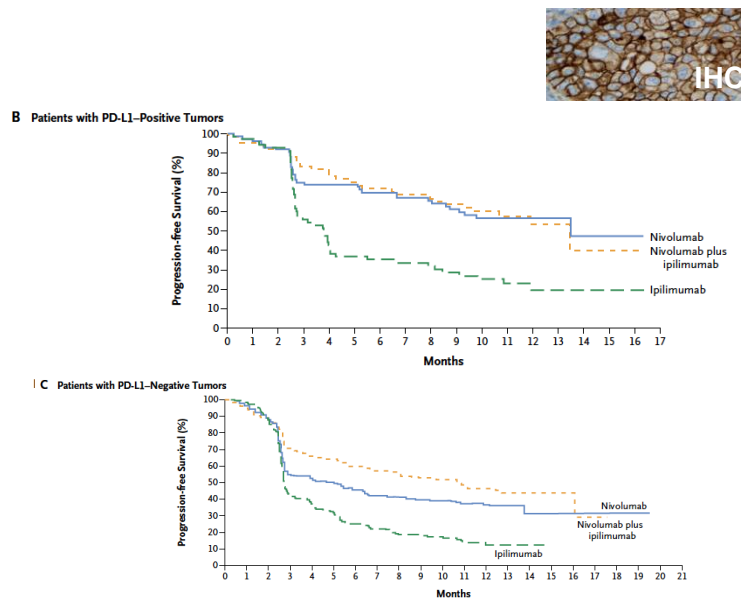 IHC
B Patients with PD-L1–Positive Tumors
Progression-free Survival (%)
100
90
80
70
60
50
40
30
20
10
0
0 1 2 3 4 5 6 7 8 9 10 11 12 13 14 15 16 17
Months
Nivolumab
Nivolumab plus
ipilimumab
Ipilimumab
C Patients with PD-L1–Negative Tumors
Progression-free Survival (%)
100
90
80
70
60
50
40
30
20
10
0
0 1 2 3 4 5 6 7 8 9 10 11 12 13 14 15 16 17 18 19 20 21
Months
Nivolumab
Nivolumab plus
ipilimumab
Ipilimumab